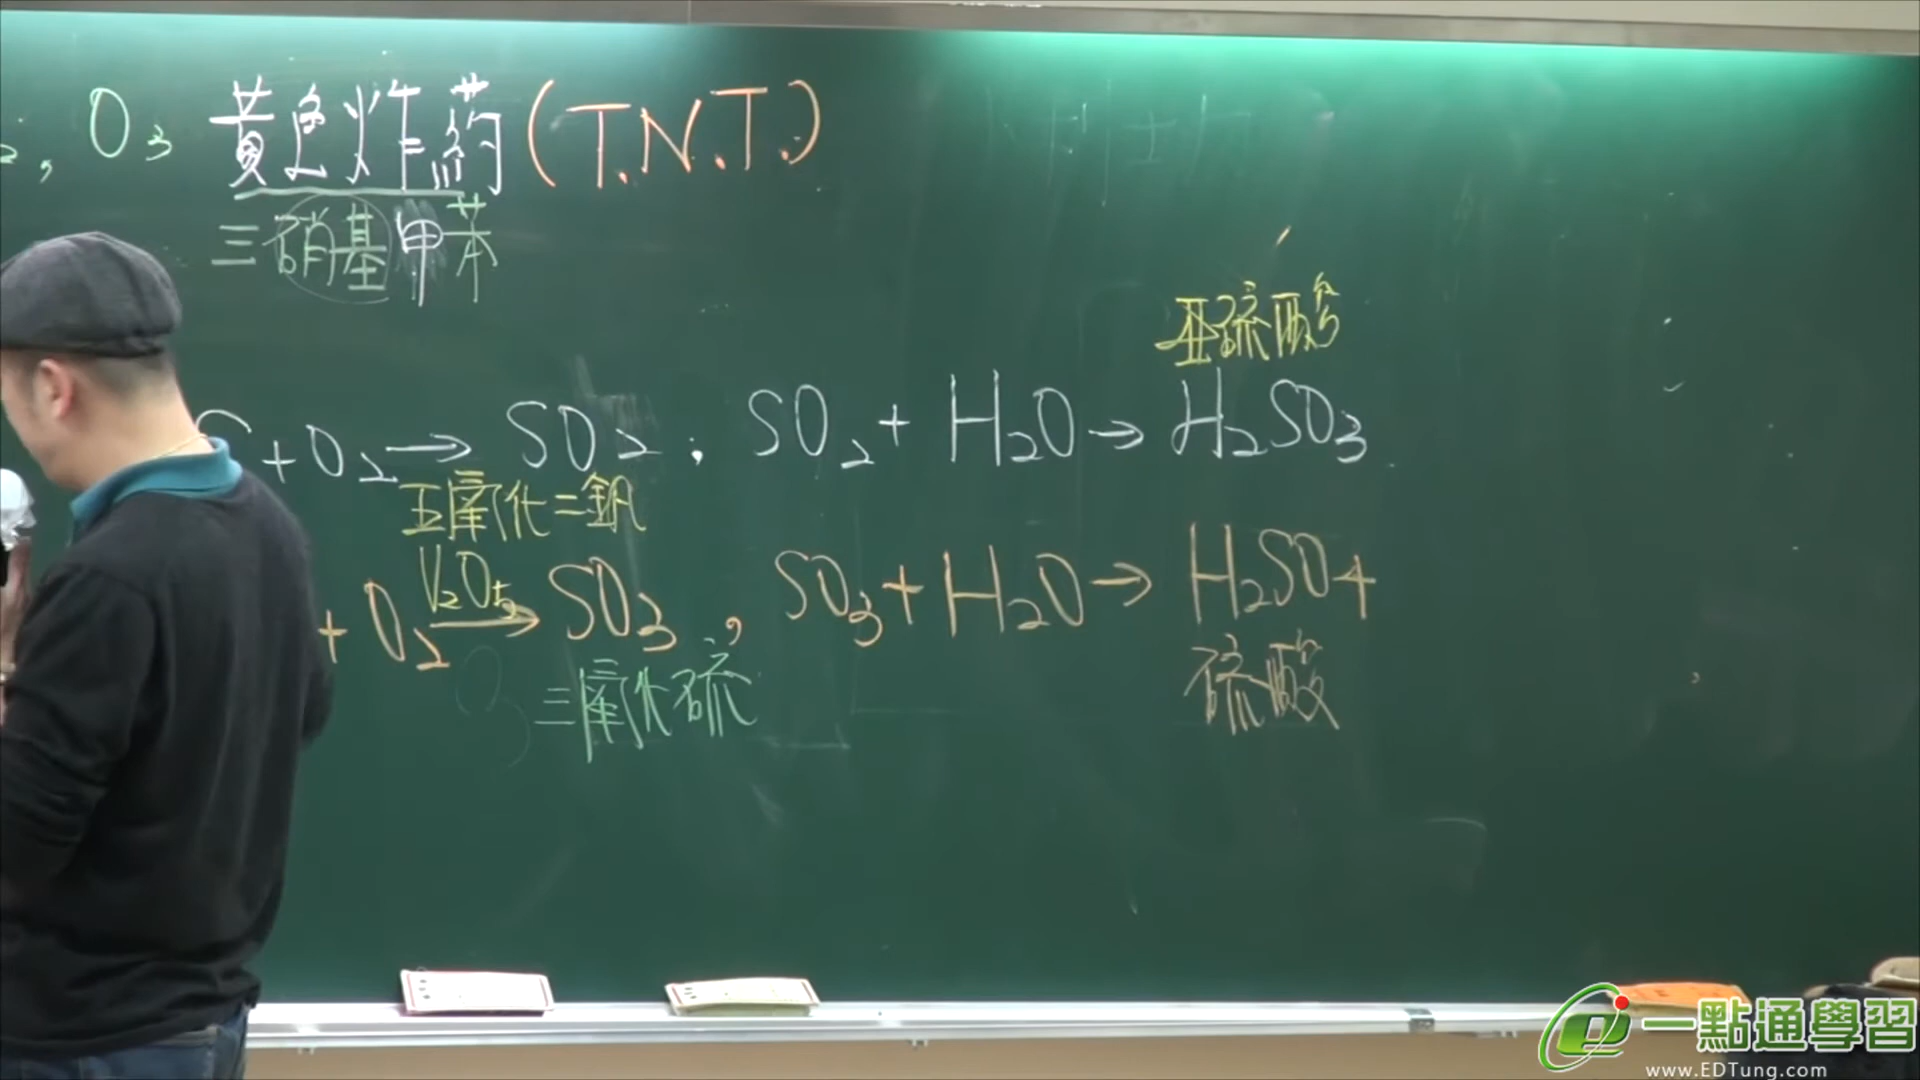 ₂, O₃ 黃色炸葯 (T.N.T.)
三硝基甲苯
亞硫酸
S + O₂ → SO₂ ; SO₂ + H₂O → H₂SO₃
五氧化二釩
V₂O₅
+ O₂ → SO₃ , SO₃ + H₂O → H₂SO₄
三氧化硫
硫酸
一點通學習
www.EDTung.com